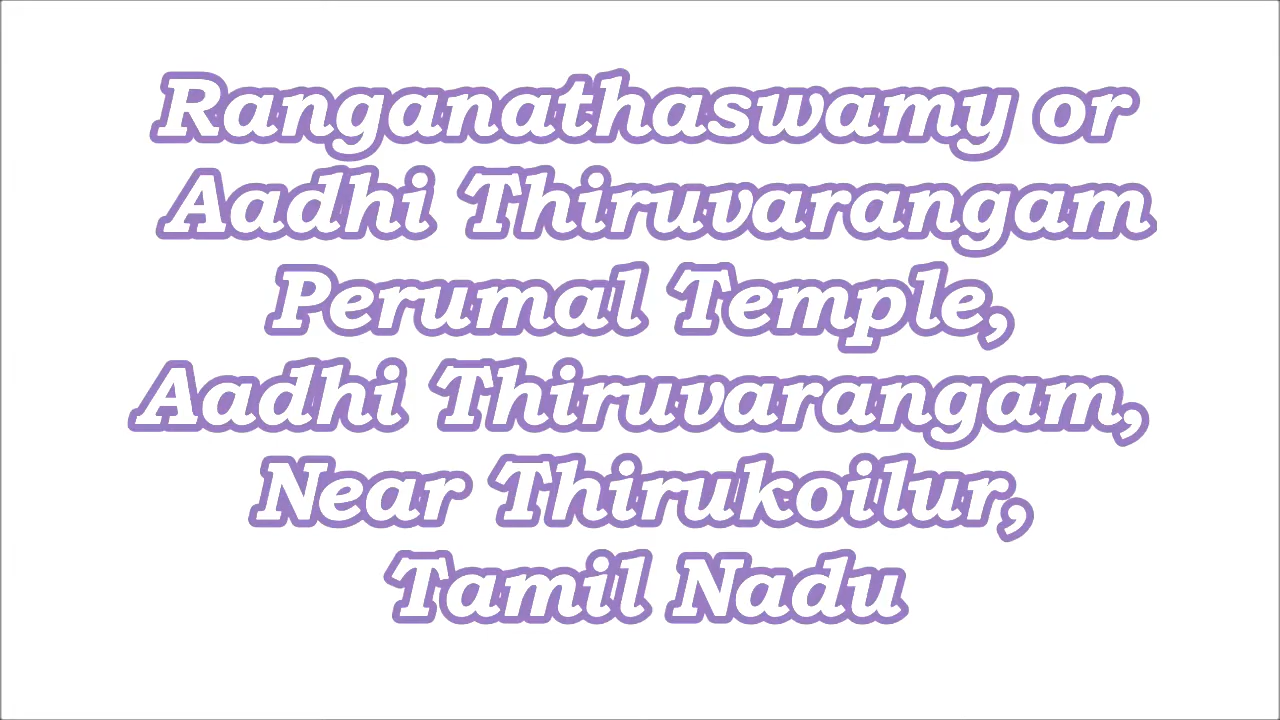 Ranganathaswamy or
Aadhi Thiruvarangam
Perumal Temple,
Aadhi Thiruvarangam,
Near Thirukoilur,
Tamil Nadu